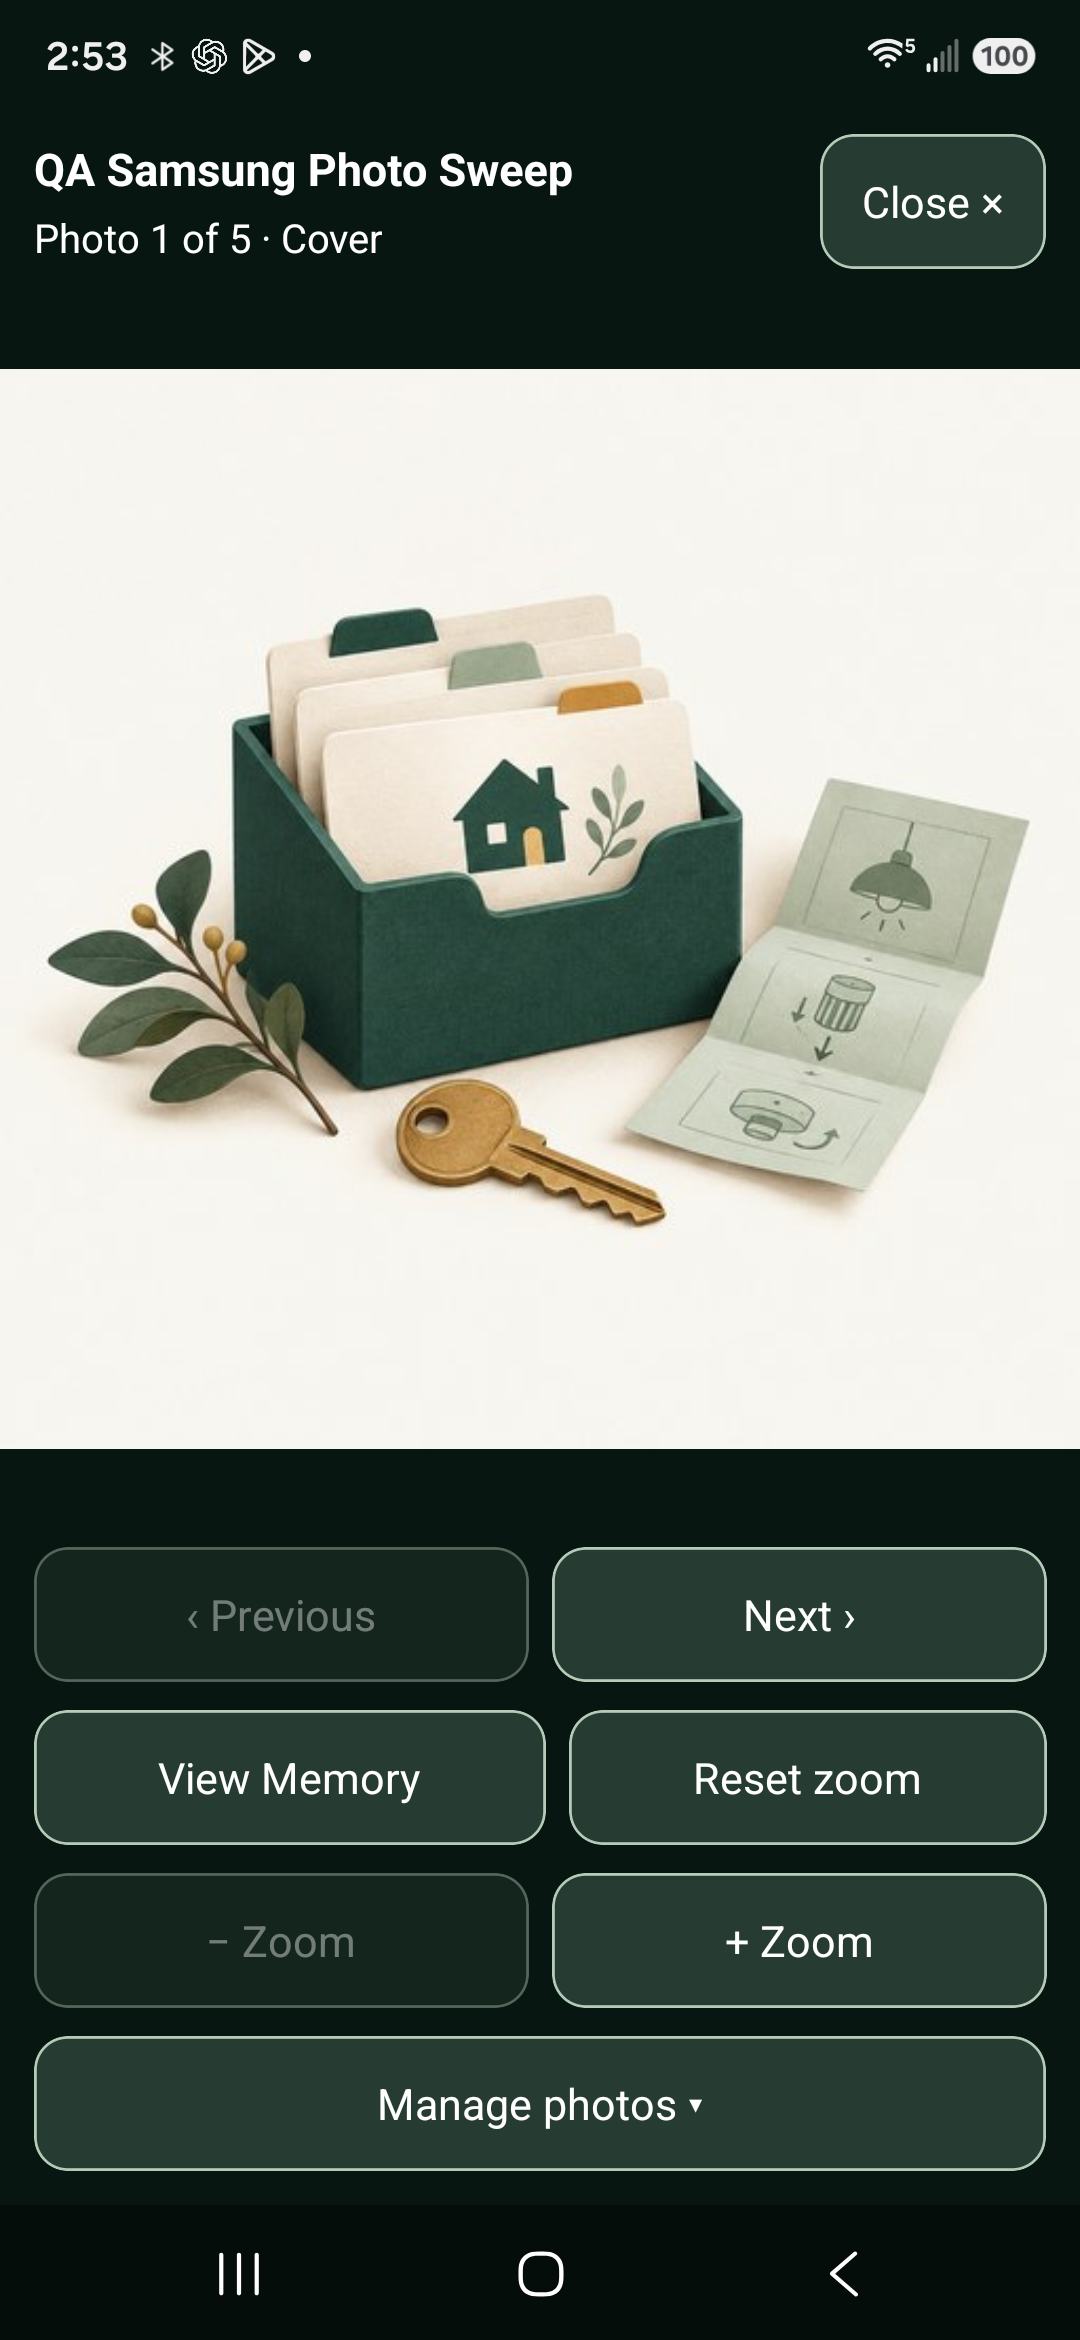 2:53
5
100
QA Samsung Photo Sweep
Photo 1 of 5 · Cover
Close ×
‹ Previous
Next ›
View Memory
Reset zoom
− Zoom
+ Zoom
Manage photos ▾